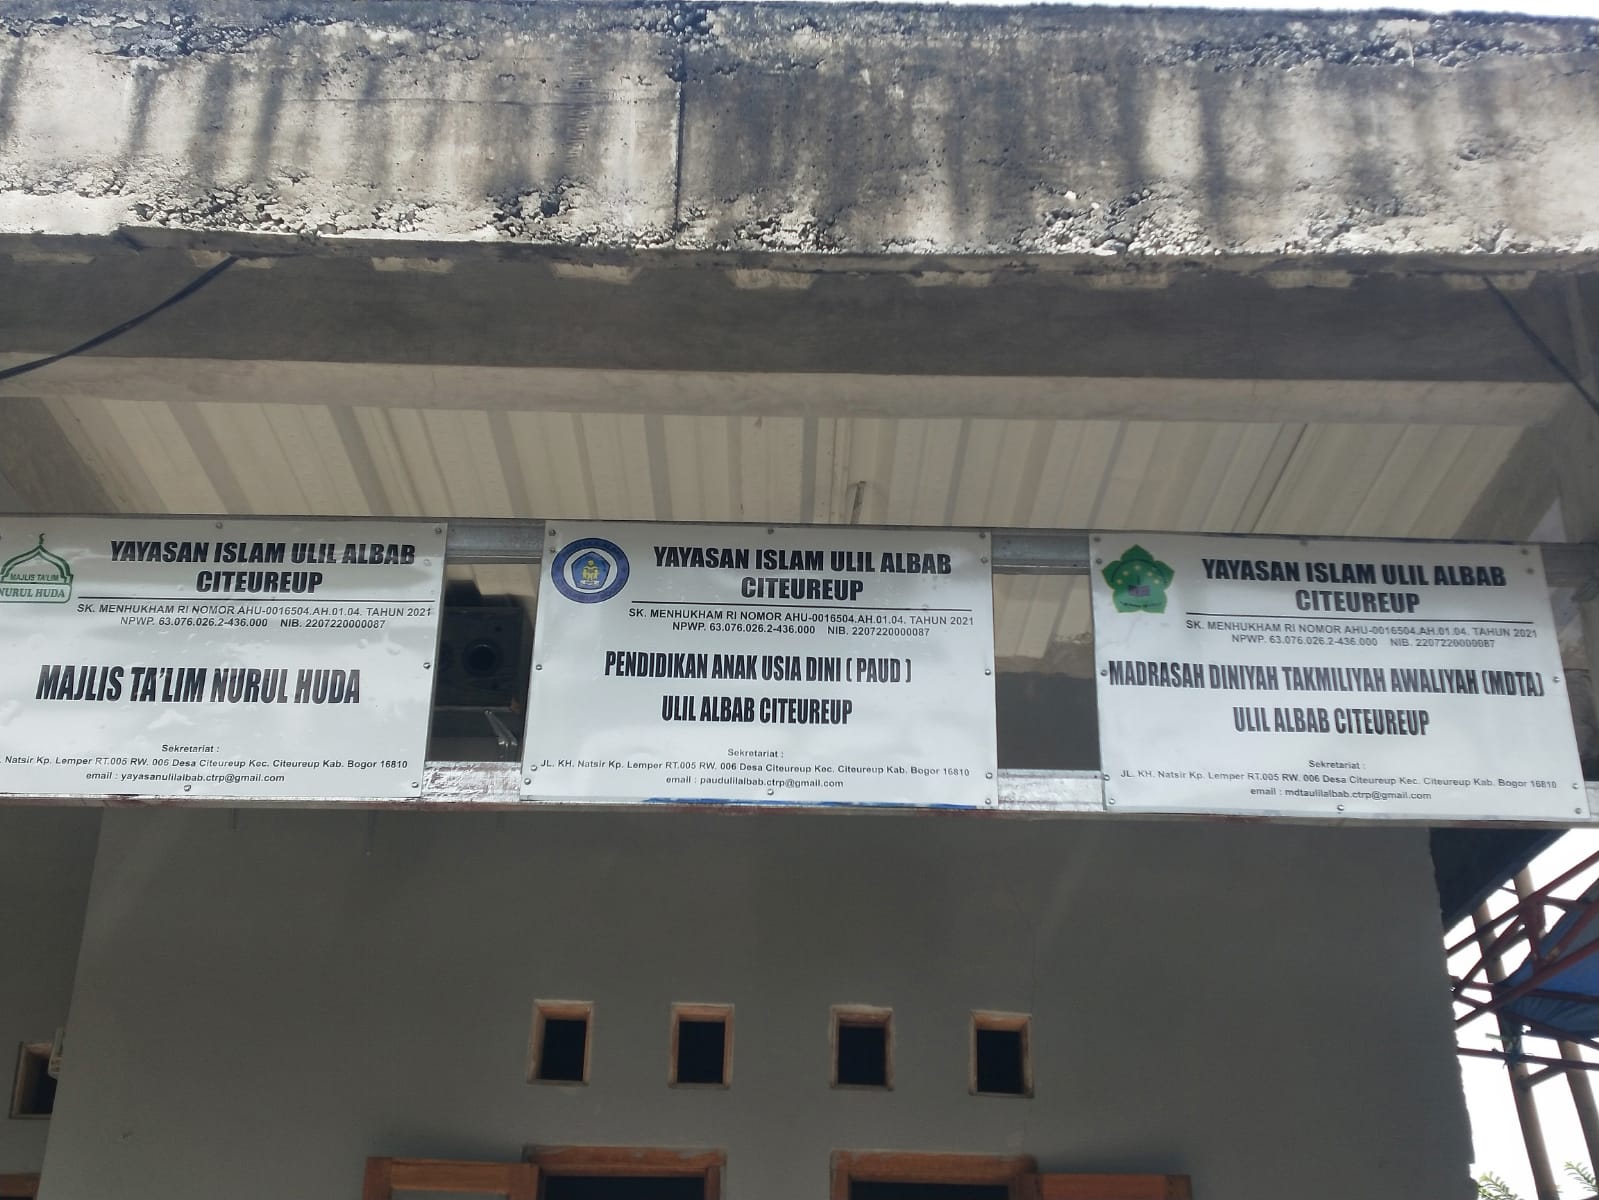 MAJLIS TA'LIM
NURUL HUDA
YAYASAN ISLAM ULIL ALBAB
CITEUREUP
SK. MENHUKHAM RI NOMOR AHU-0016504.AH.01.04. TAHUN 2021
NPWP. 63.076.026.2-436.000 NIB. 2207220000087
MAJLIS TA'LIM NURUL HUDA
Sekretariat :
Natsir Kp. Lemper RT.005 RW. 006 Desa Citeureup Kec. Citeureup Kab. Bogor 16810
email : yayasanulilalbab.ctrp@gmail.com
YAYASAN ISLAM ULIL ALBAB
CITEUREUP
SK. MENHUKHAM RI NOMOR AHU-0016504.AH.01.04. TAHUN 2021
NPWP. 63.076.026.2-436.000 NIB. 2207220000087
PENDIDIKAN ANAK USIA DINI ( PAUD )
ULIL ALBAB CITEUREUP
Sekretariat :
JL. KH. Natsir Kp. Lemper RT.005 RW. 006 Desa Citeureup Kec. Citeureup Kab. Bogor 16810
email : paudulilalbab.ctrp@gmail.com
YAYASAN ISLAM ULIL ALBAB
CITEUREUP
SK. MENHUKHAM RI NOMOR AHU-0016504.AH.01.04. TAHUN 2021
NPWP. 63.076.026.2-436.000 NIB. 2207220000087
MADRASAH DINIYAH TAKMILIYAH AWALIYAH (MDTA)
ULIL ALBAB CITEUREUP
Sekretariat :
JL. KH. Natsir Kp. Lemper RT.005 RW. 006 Desa Citeureup Kec. Citeureup Kab. Bogor 16810
email : mdtaulilalbab.ctrp@gmail.com